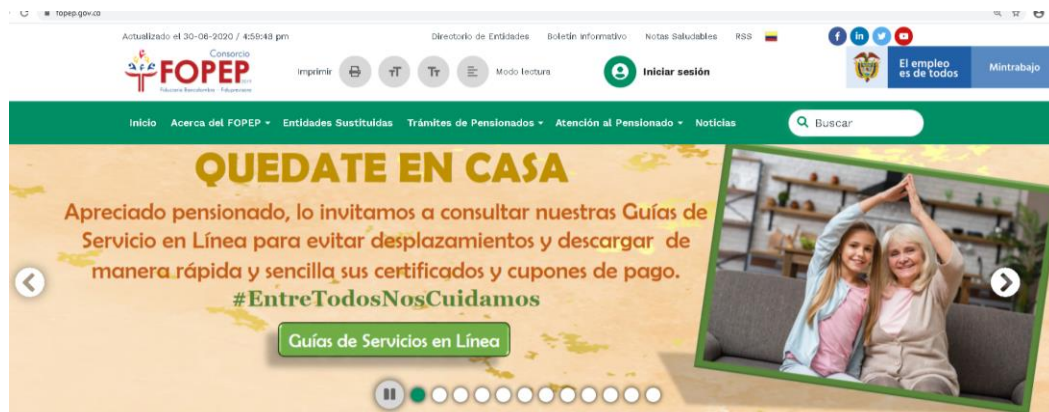 fopep.gov.co
Actualizado el 30-06-2020 / 4:59:48 pm
Directorio de Entidades Boletín Informativo Notas Saludables RSS
Consorcio
FOPEP
Imprimir
Modo lectura
Iniciar sesión
El empleo
es de todos
Mintrabajo
Inicio Acerca del FOPEP Entidades Sustituidas Trámites de Pensionados Atención al Pensionado Noticias
Buscar
QUEDATE EN CASA
Apreciado pensionado, lo invitamos a consultar nuestras Guías de
Servicio en Línea para evitar desplazamientos y descargar de
manera rápida y sencilla sus certificados y cupones de pago.
#EntreTodosNosCuidamos
Guías de Servicios en Línea